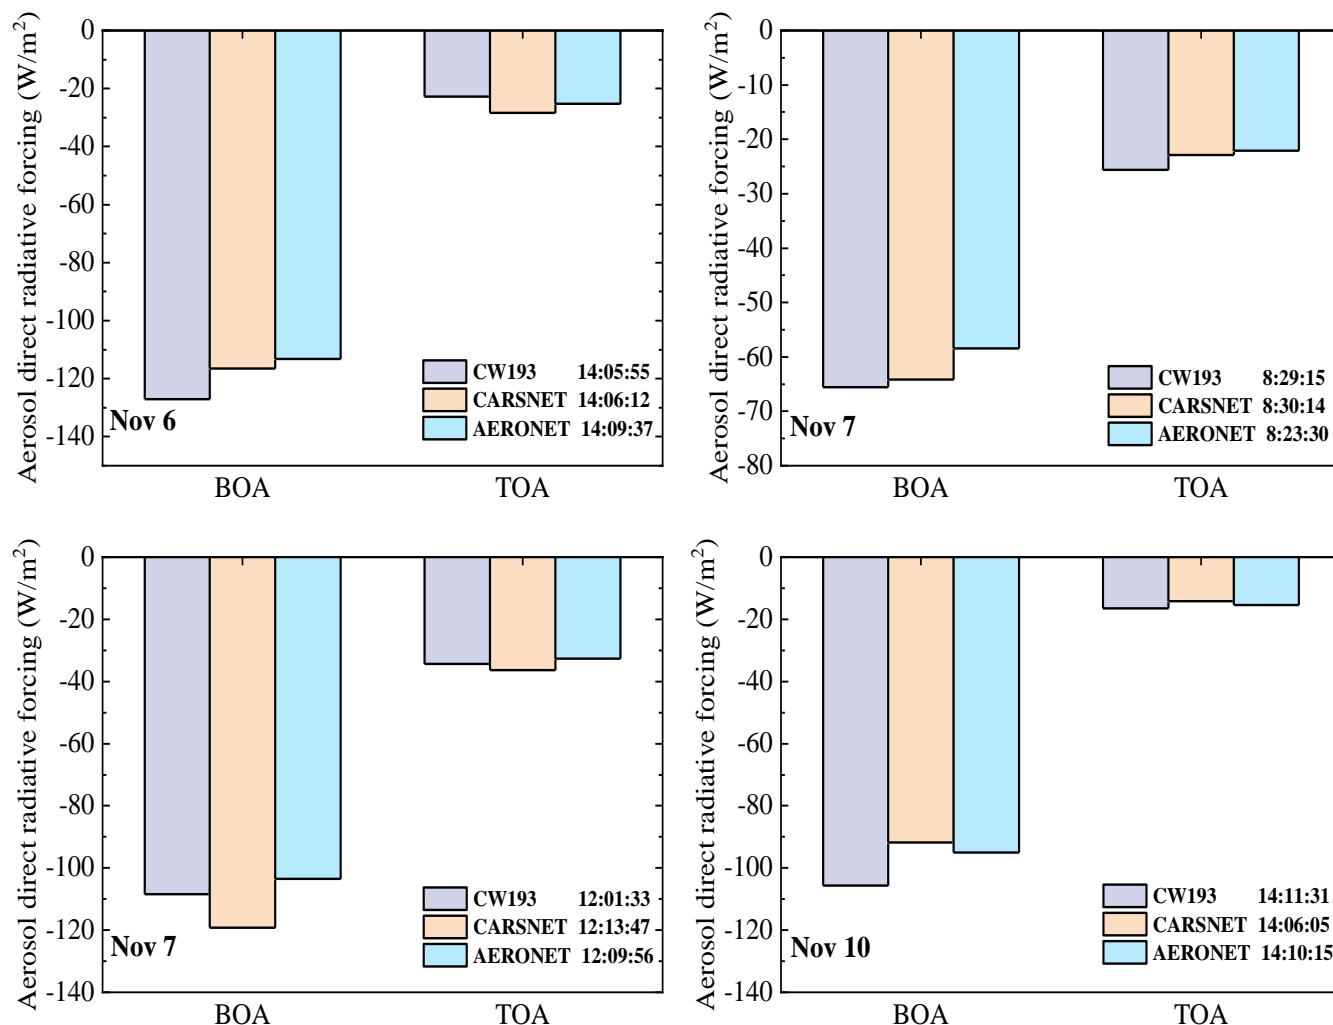 Aerosol direct radiative forcing (W/m²)
0
-20
-40
-60
-80
-100
-120
-140
Nov 6
CW193 14:05:55
CARSNET 14:06:12
AERONET 14:09:37
BOA TOA
Aerosol direct radiative forcing (W/m²)
0
-10
-20
-30
-40
-50
-60
-70
-80
Nov 7
CW193 8:29:15
CARSNET 8:30:14
AERONET 8:23:30
BOA TOA
Aerosol direct radiative forcing (W/m²)
0
-20
-40
-60
-80
-100
-120
-140
Nov 7
CW193 12:01:33
CARSNET 12:13:47
AERONET 12:09:56
BOA TOA
Aerosol direct radiative forcing (W/m²)
0
-20
-40
-60
-80
-100
-120
-140
Nov 10
CW193 14:11:31
CARSNET 14:06:05
AERONET 14:10:15
BOA TOA